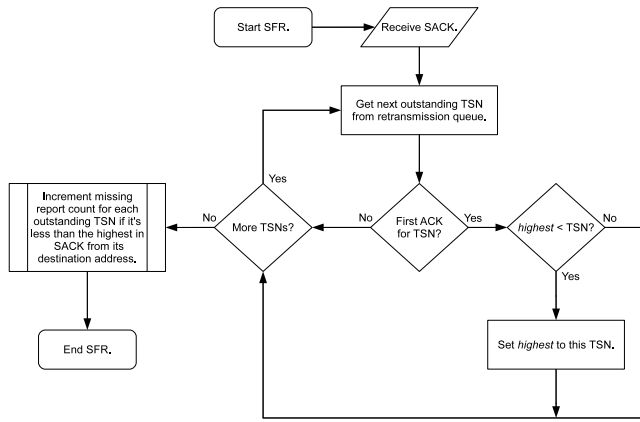 Start SFR.
Receive SACK.
Get next outstanding TSN
from retransmission queue.
Yes
Increment missing
report count for each
outstanding TSN if it's
less than the highest in
SACK from its
destination address.
No
More TSNs?
No
First ACK
for TSN?
Yes
highest < TSN?
No
Yes
End SFR.
Set highest to this TSN.